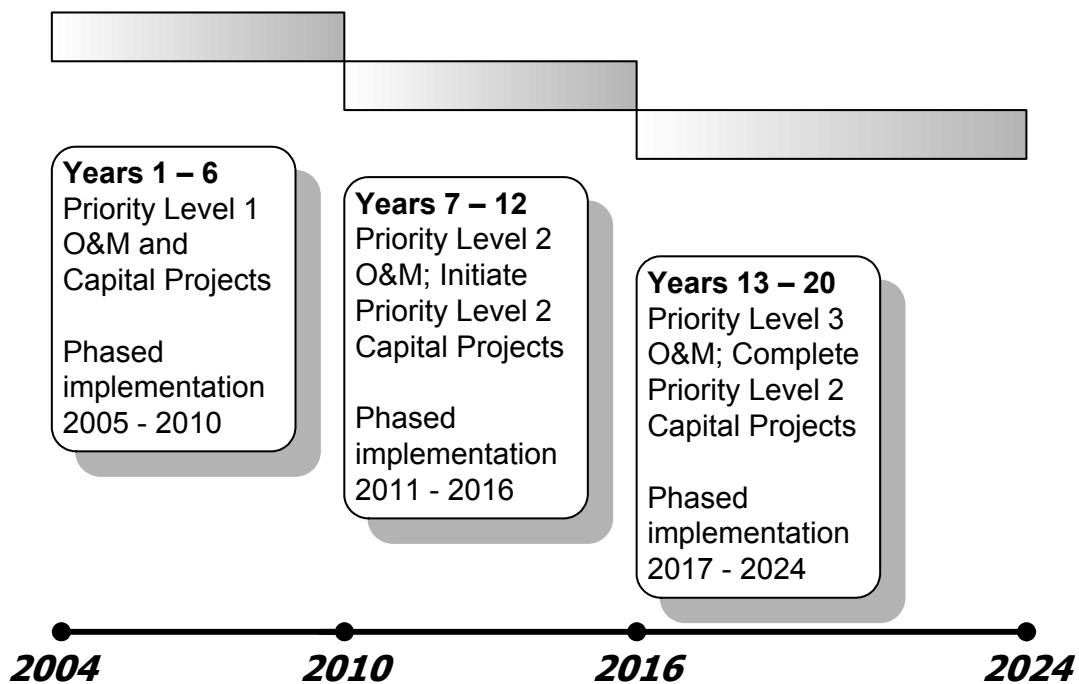 Years 1 – 6
Priority Level 1
O&M and
Capital Projects
Phased
implementation
2005 - 2010
Years 7 – 12
Priority Level 2
O&M; Initiate
Priority Level 2
Capital Projects
Phased
implementation
2011 - 2016
Years 13 – 20
Priority Level 3
O&M; Complete
Priority Level 2
Capital Projects
Phased
implementation
2017 - 2024
2004
2010
2016
2024